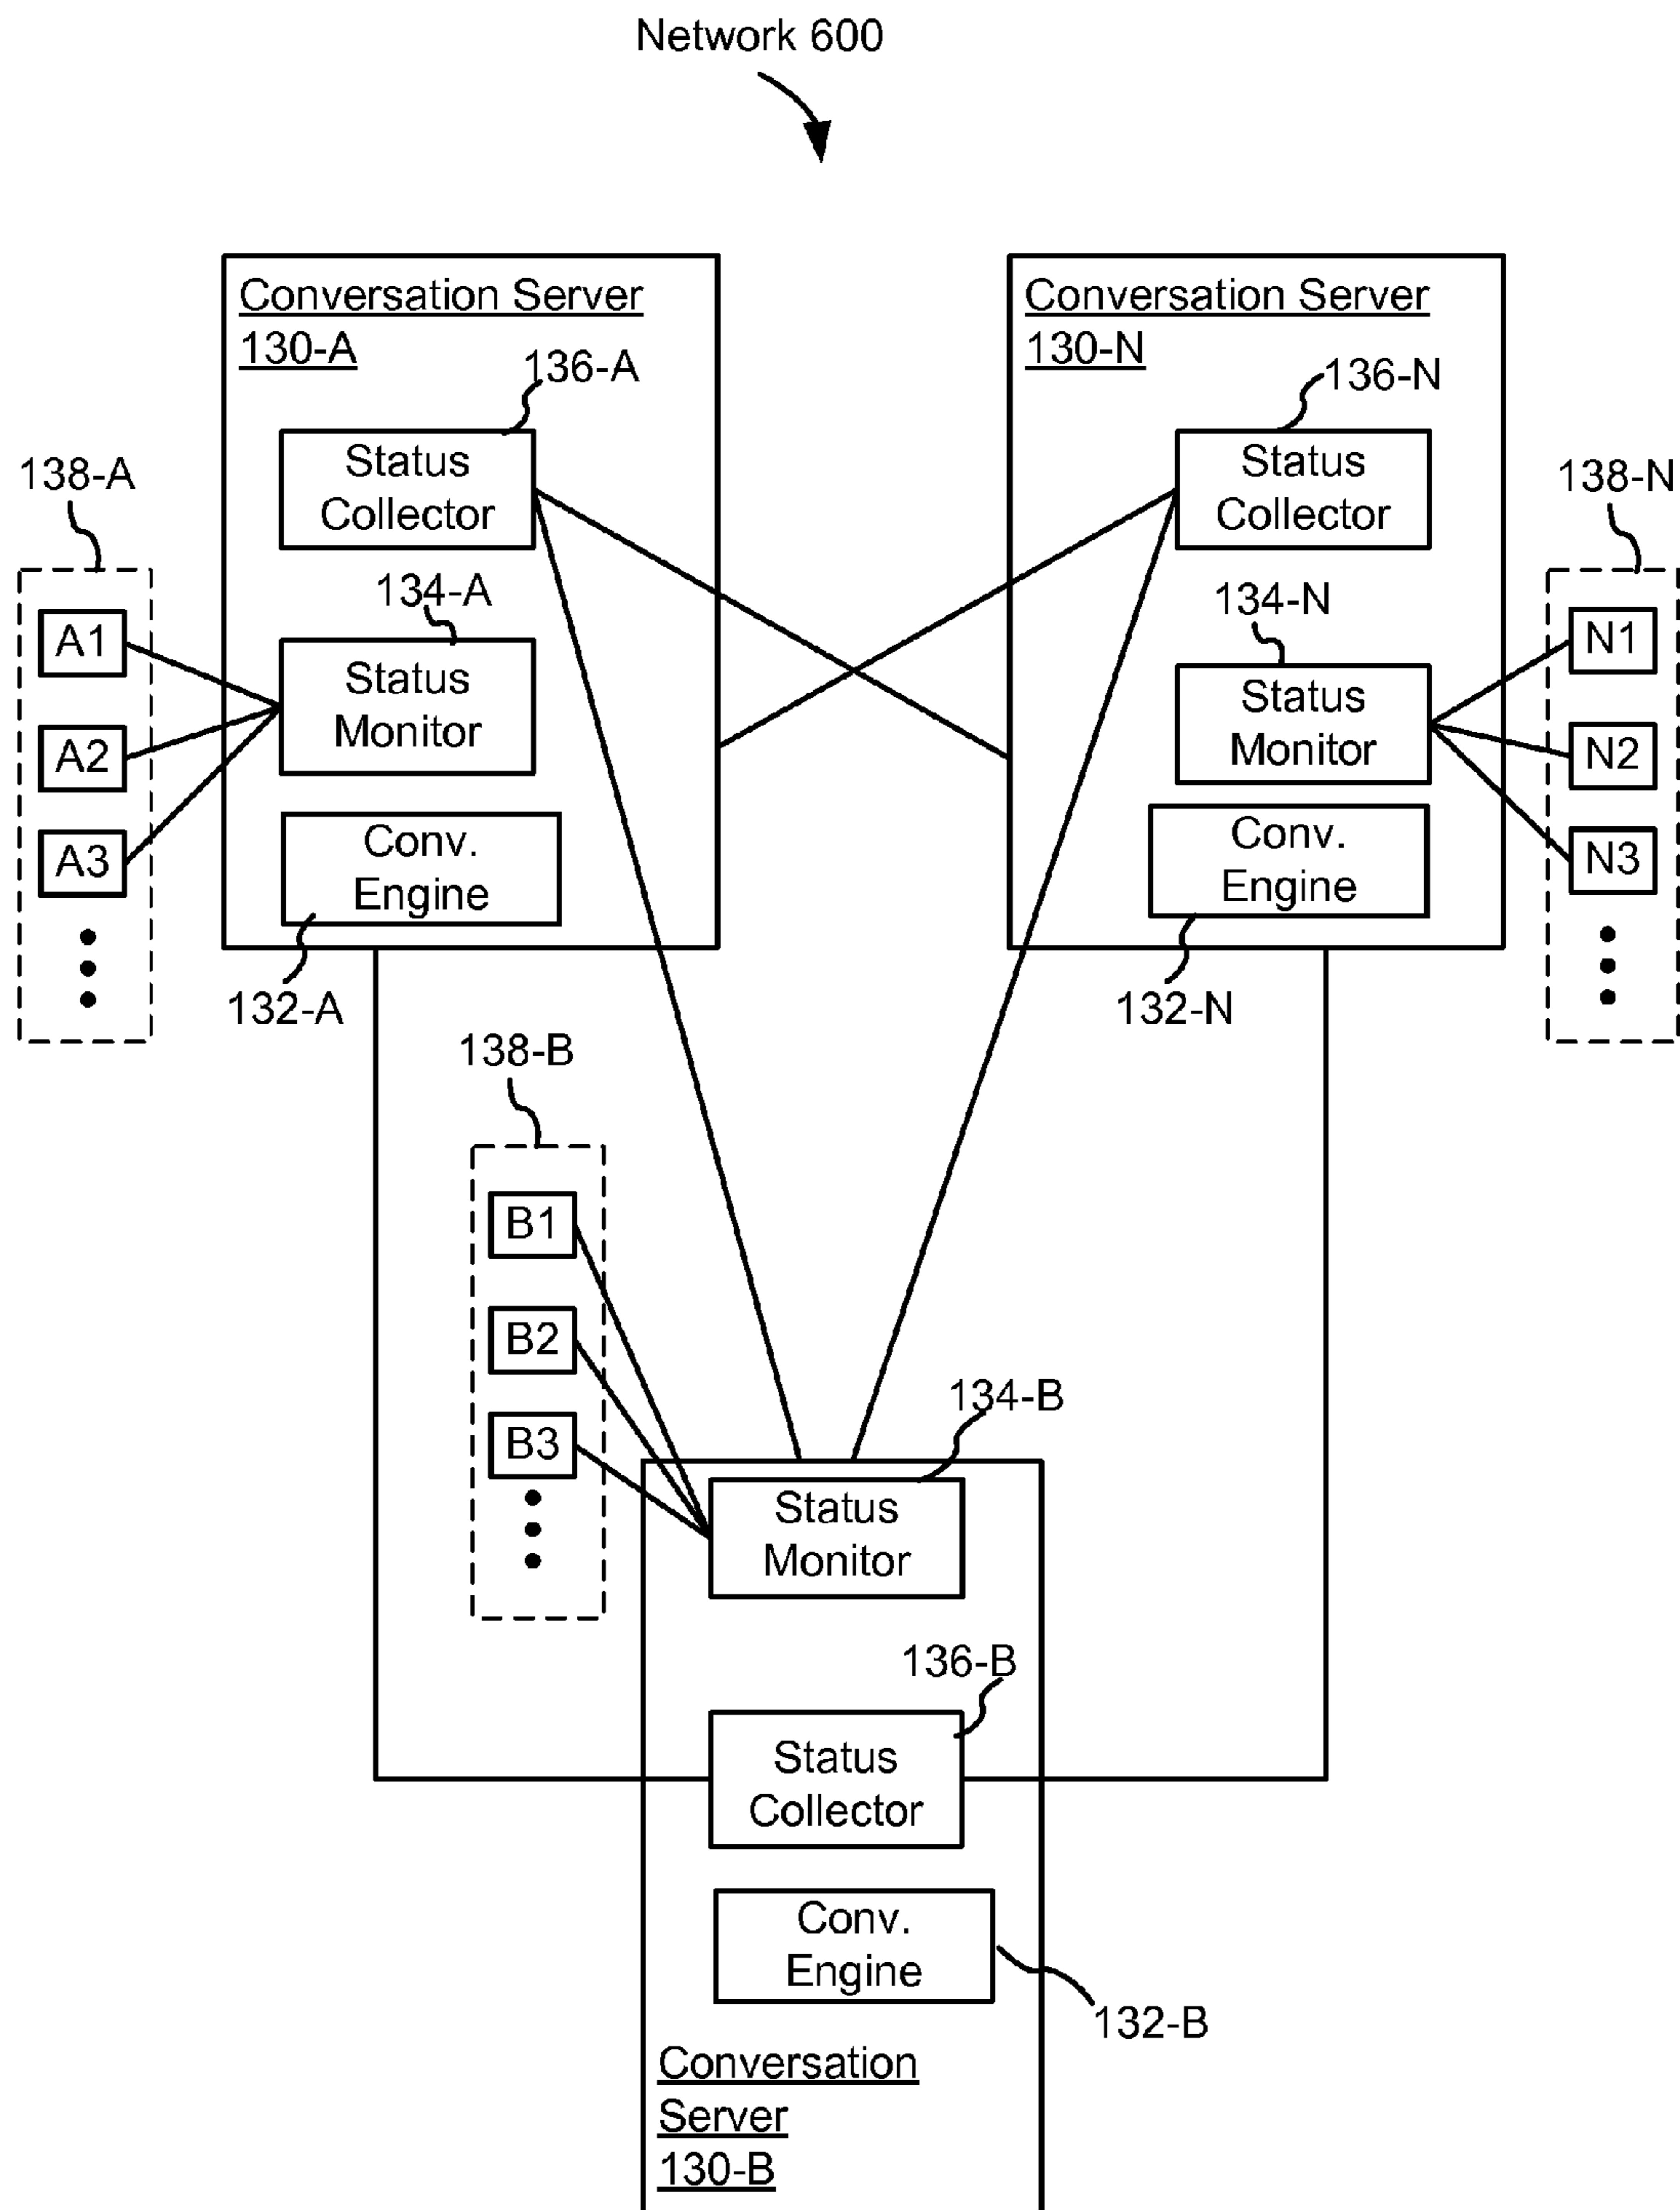 Network 600
Conversation Server
130-A
136-A
Status
Collector
134-A
Status
Monitor
Conv.
Engine
132-A
138-A
A1
A2
A3
Conversation Server
130-N
136-N
Status
Collector
134-N
Status
Monitor
Conv.
Engine
132-N
138-N
N1
N2
N3
138-B
B1
B2
B3
134-B
Status
Monitor
136-B
Status
Collector
Conv.
Engine
132-B
Conversation
Server
130-B